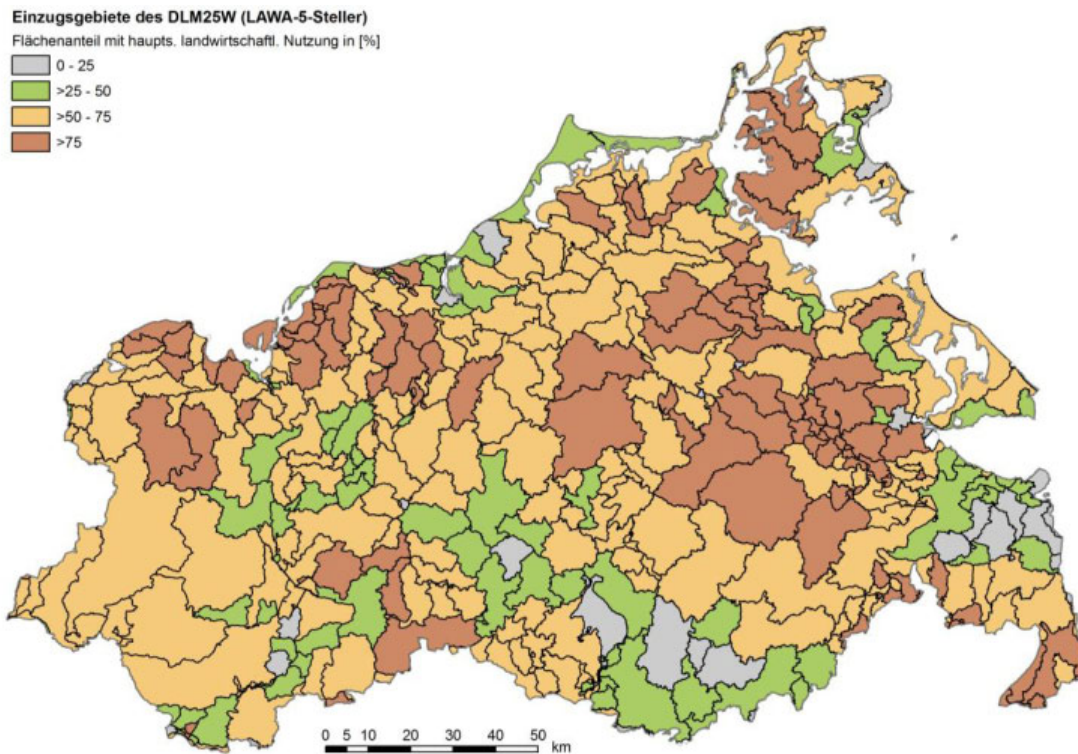 Einzugsgebiete des DLM25W (LAWA-5-Steller)
Flächenanteil mit haupts. landwirtschaftl. Nutzung in [%]
0 - 25
>25 - 50
>50 - 75
>75
0 5 10 20 30 40 50
km